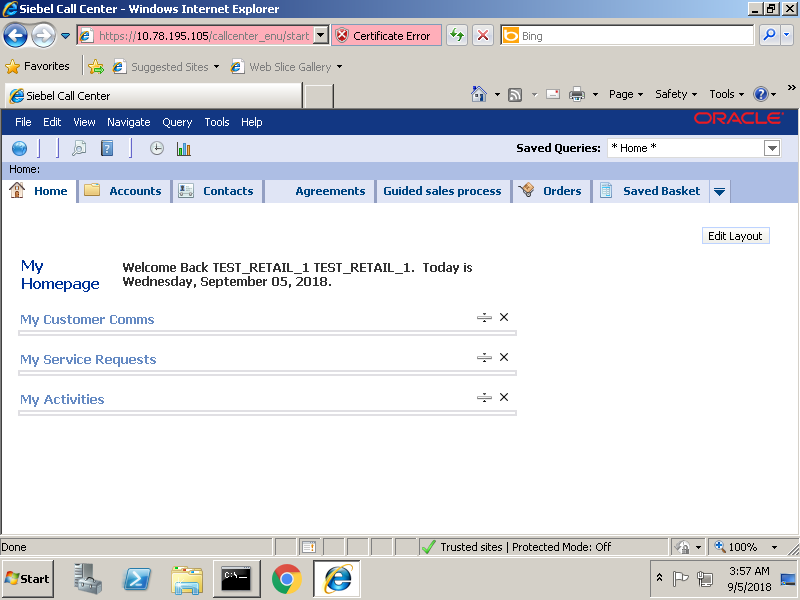 Siebel Call Center - Windows Internet Explorer
https://10.78.195.105/callcenter_enu/start
Certificate Error
Bing
Favorites
Suggested Sites
Web Slice Gallery
Siebel Call Center
Page
Safety
Tools
»
File Edit View Navigate Query Tools Help
ORACLE
Saved Queries: * Home *
Home:
Home Accounts Contacts Agreements Guided sales process Orders Saved Basket
Edit Layout
My Homepage
Welcome Back TEST_RETAIL_1 TEST_RETAIL_1. Today is
Wednesday, September 05, 2018.
My Customer Comms
My Service Requests
My Activities
Done
Trusted sites | Protected Mode: Off
100%
Start
C:\_
3:57 AM
9/5/2018